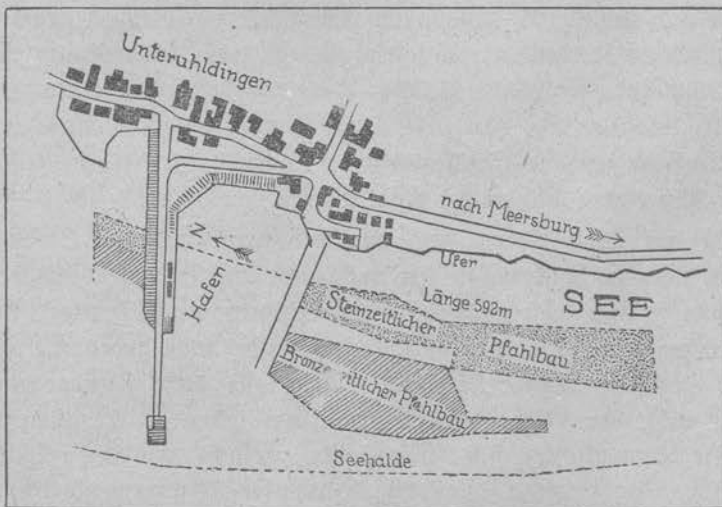 Unteruhldingen
nach Meersburg
Ufer
N
Hafen
Länge 592m
SEE
Steinzeitlicher
Pfahlbau
Bronzezeitlicher Pfahlbau
Seehalde